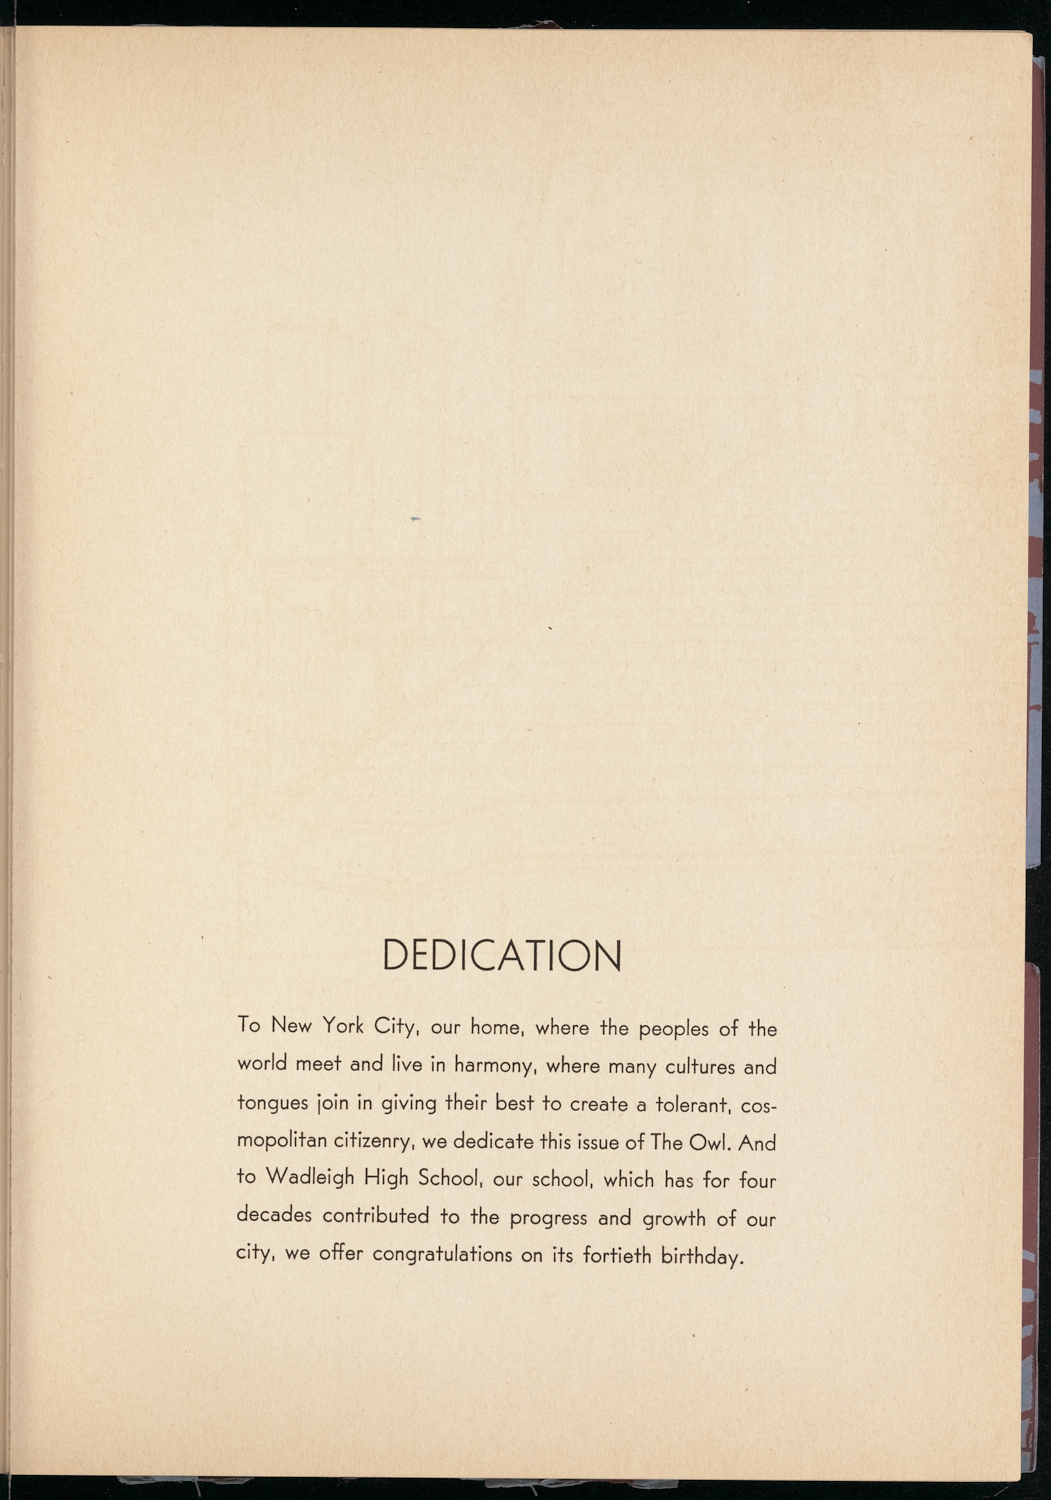 DEDICATION
To New York City, our home, where the peoples of the
world meet and live in harmony, where many cultures and
tongues join in giving their best to create a tolerant, cos-
mopolitan citizenry, we dedicate this issue of The Owl. And
to Wadleigh High School, our school, which has for four
decades contributed to the progress and growth of our
city, we offer congratulations on its fortieth birthday.